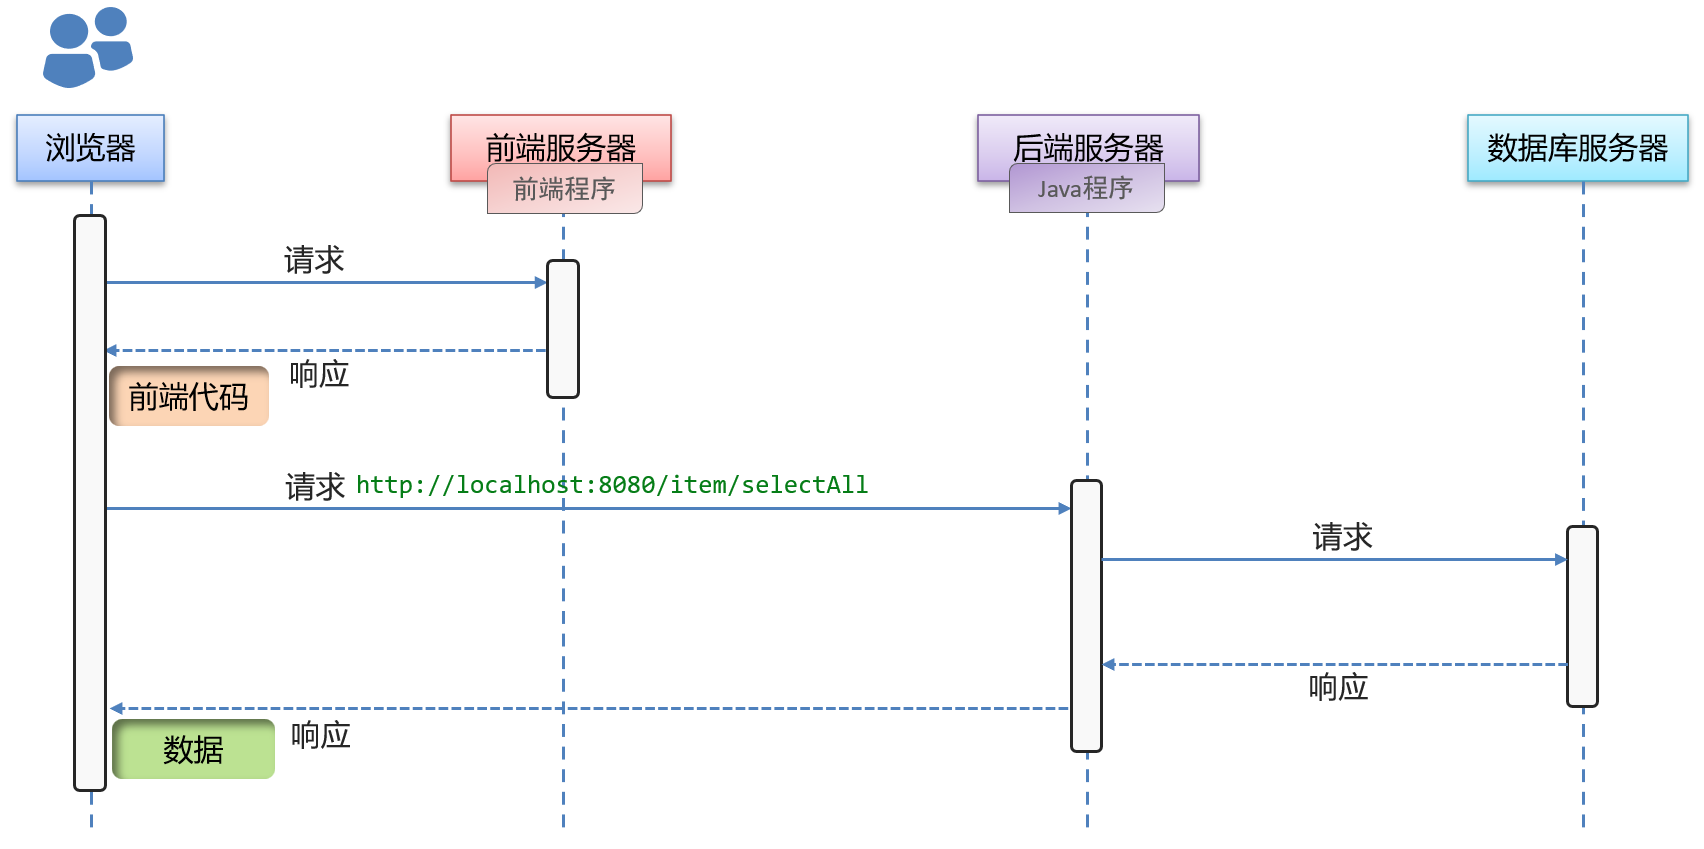 浏览器
前端服务器
后端服务器
数据库服务器
前端程序
Java程序
请求
响应
前端代码
请求 http://localhost:8080/item/selectAll
请求
响应
响应
数据